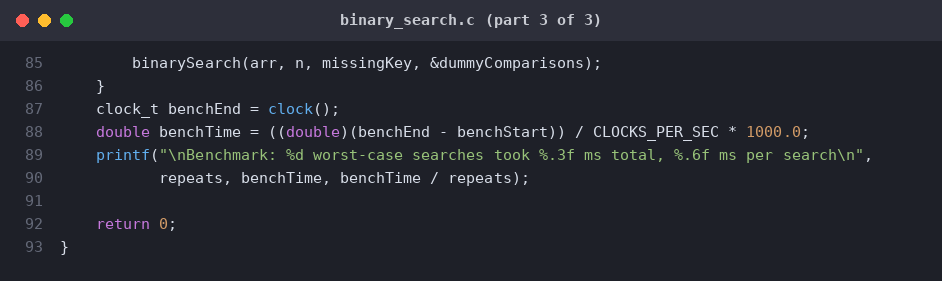 binary_search.c (part 3 of 3)
85         binarySearch(arr, n, missingKey, &dummyComparisons);
86     }
87     clock_t benchEnd = clock();
88     double benchTime = ((double)(benchEnd - benchStart)) / CLOCKS_PER_SEC * 1000.0;
89     printf("\nBenchmark: %d worst-case searches took %.3f ms total, %.6f ms per search\n",
90            repeats, benchTime, benchTime / repeats);
91
92     return 0;
93 }